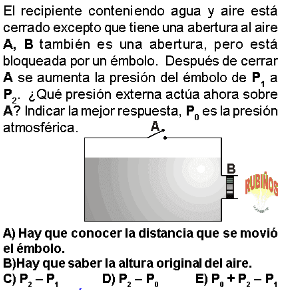 El recipiente conteniendo agua y aire está
cerrado excepto que tiene una abertura al aire
A, B también es una abertura, pero está
bloqueada por un émbolo. Después de cerrar
A se aumenta la presión del émbolo de P₁ a
P₂. ¿Qué presión externa actúa ahora sobre
A? Indicar la mejor respuesta, P₀ es la presión
atmosférica.
A
B
RUBIÑOS
A) Hay que conocer la distancia que se movió
el émbolo.
B)Hay que saber la altura original del aire.
C) P₂ – P₁ D) P₂ – P₀ E) P₀ + P₂ – P₁